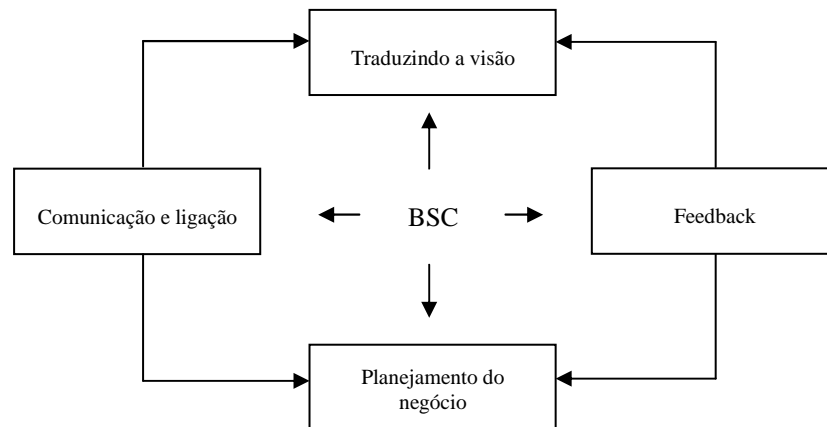 Traduzindo a visão
Comunicação e ligação
BSC
Feedback
Planejamento do
negócio